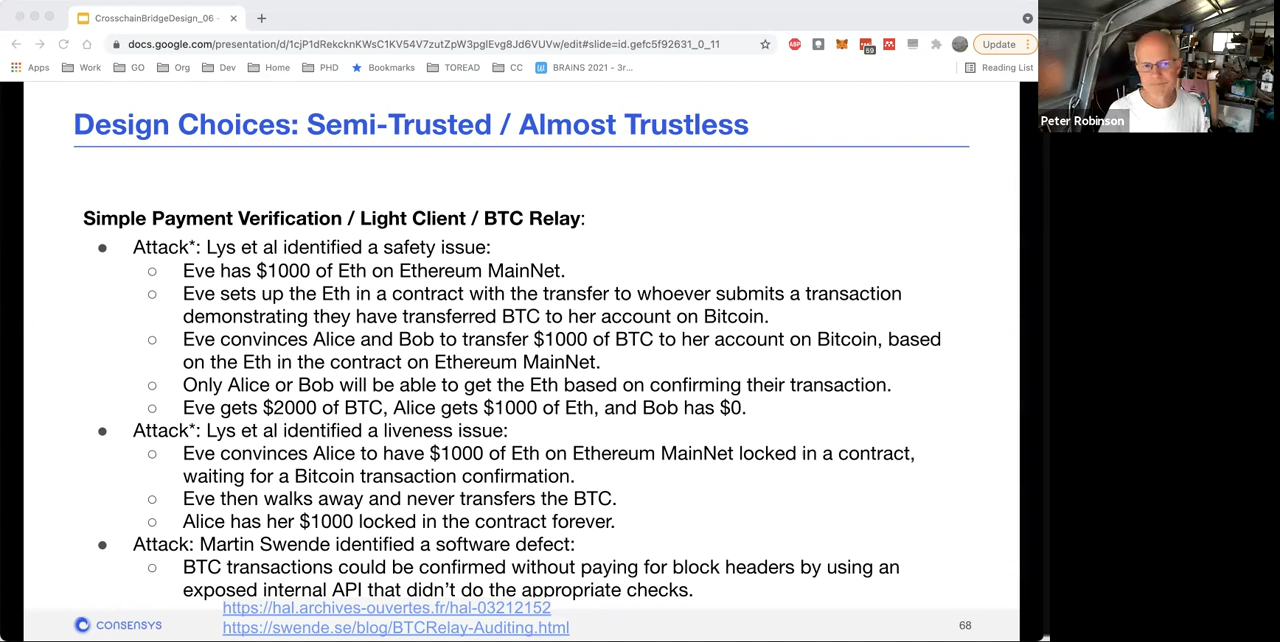 CrosschainBridgeDesign_06 -
docs.google.com/presentation/d/1cjP1dRekcknKWsC1KV54V7zutZpW3pglEvg8Jd6VUVw/edit#slide=id.gefc5f92631_0_11
ABP
59
Update
Apps
Work
GO
Org
Dev
Home
PHD
Bookmarks
TOREAD
CC
BRAINS 2021 - 3r...
Reading List
Peter Robinson
Design Choices: Semi-Trusted / Almost Trustless
Simple Payment Verification / Light Client / BTC Relay:
● Attack*: Lys et al identified a safety issue:
○ Eve has $1000 of Eth on Ethereum MainNet.
○ Eve sets up the Eth in a contract with the transfer to whoever submits a transaction
demonstrating they have transferred BTC to her account on Bitcoin.
○ Eve convinces Alice and Bob to transfer $1000 of BTC to her account on Bitcoin, based
on the Eth in the contract on Ethereum MainNet.
○ Only Alice or Bob will be able to get the Eth based on confirming their transaction.
○ Eve gets $2000 of BTC, Alice gets $1000 of Eth, and Bob has $0.
● Attack*: Lys et al identified a liveness issue:
○ Eve convinces Alice to have $1000 of Eth on Ethereum MainNet locked in a contract,
waiting for a Bitcoin transaction confirmation.
○ Eve then walks away and never transfers the BTC.
○ Alice has her $1000 locked in the contract forever.
● Attack: Martin Swende identified a software defect:
○ BTC transactions could be confirmed without paying for block headers by using an
exposed internal API that didn't do the appropriate checks.
https://hal.archives-ouvertes.fr/hal-03212152
https://swende.se/blog/BTCRelay-Auditing.html
CONSENSYS
68